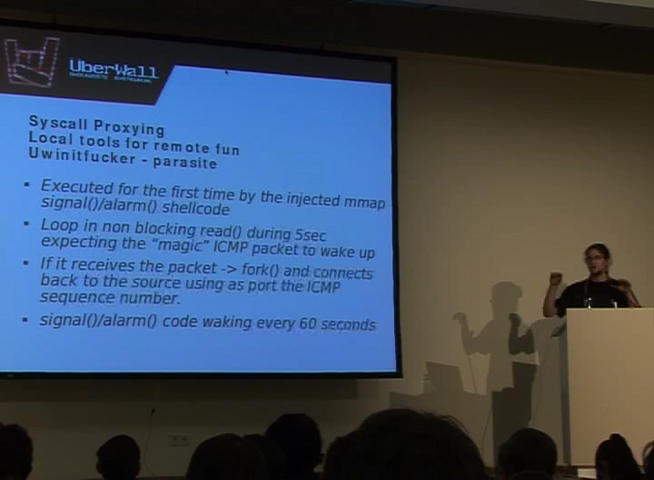 UberWall
Syscall Proxying
Local tools for remote fun
Uwinitfucker - parasite
▪ Executed for the first time by the injected mmap
signal()/alarm() shellcode
▪ Loop in non blocking read() during 5sec
expecting the "magic" ICMP packet to wake up
▪ If it receives the packet -> fork() and connects
back to the source using as port the ICMP
sequence number.
▪ signal()/alarm() code waking every 60 seconds